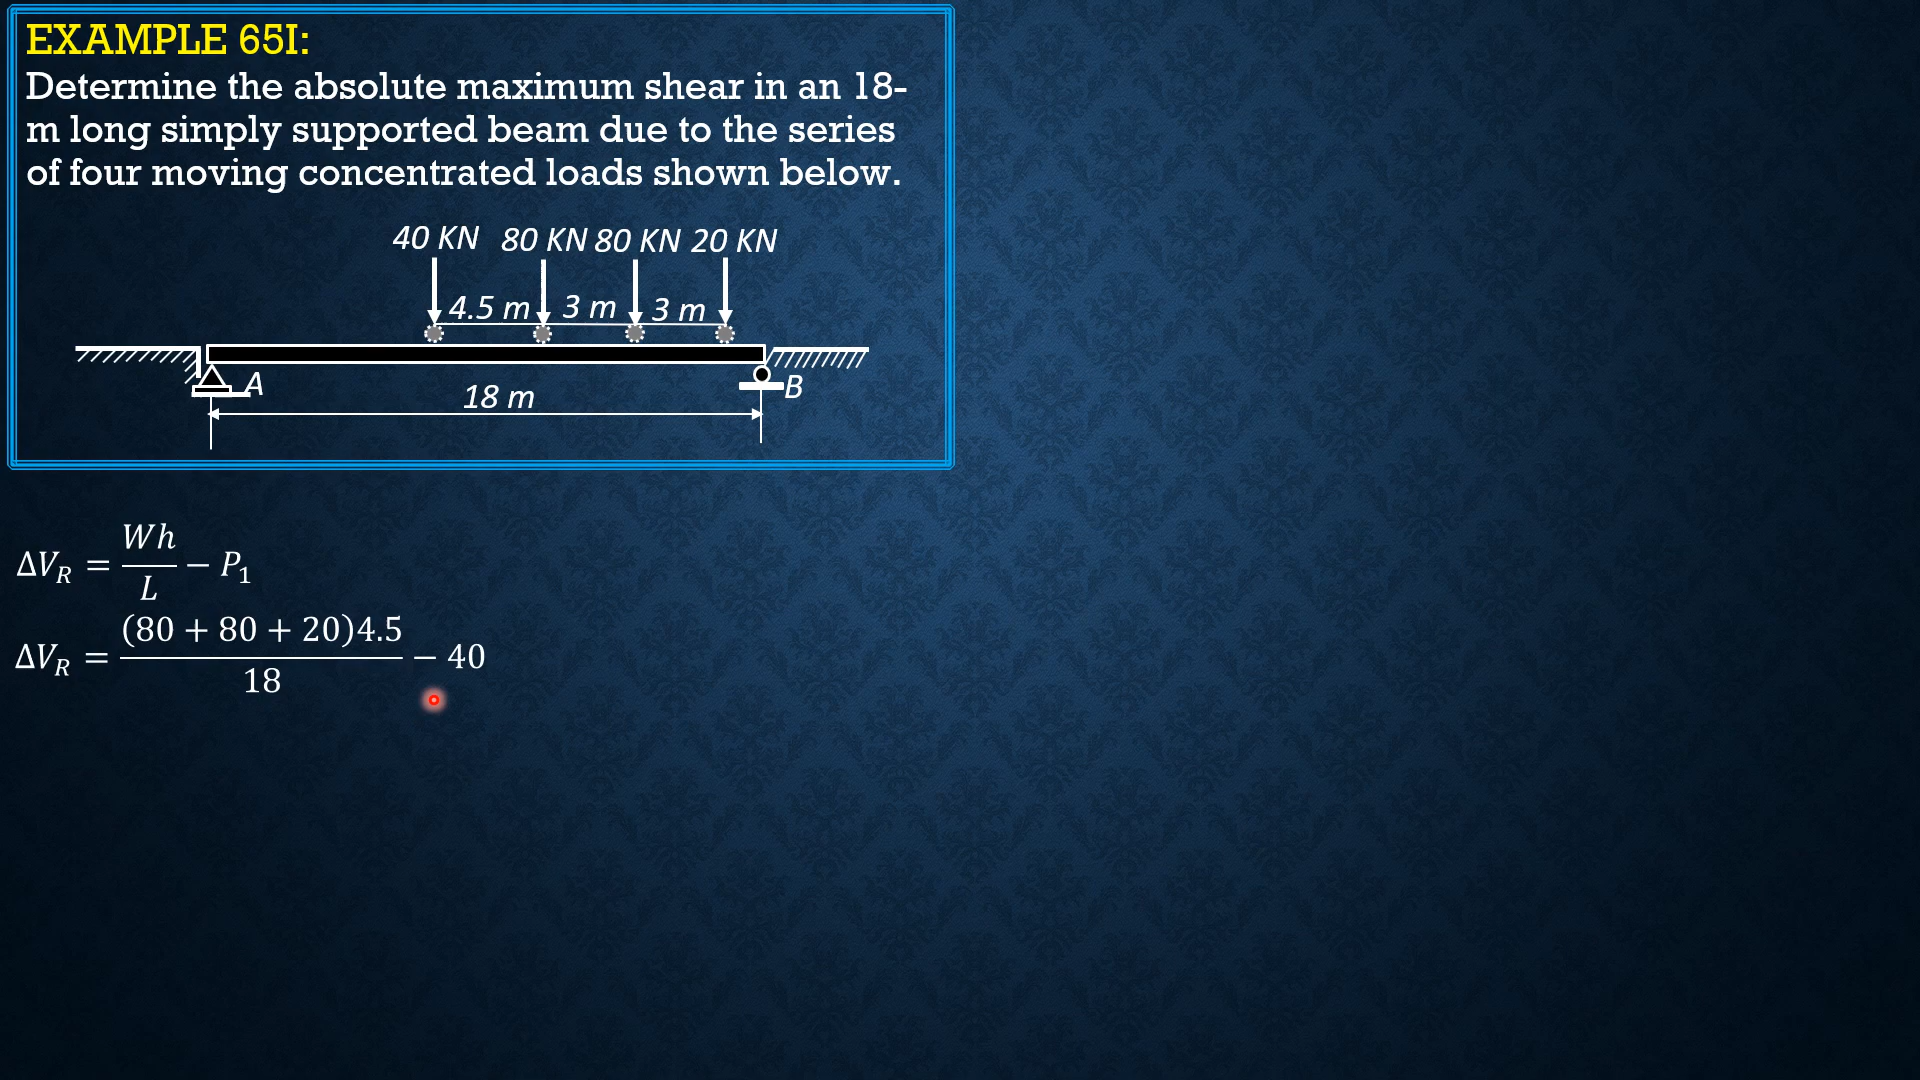 EXAMPLE 65I:
Determine the absolute maximum shear in an 18-
m long simply supported beam due to the series
of four moving concentrated loads shown below.
40 KN 80 KN 80 KN 20 KN
4.5 m 3 m 3 m
A 18 m B
ΔV_R = Wh/L − P₁
ΔV_R = (80 + 80 + 20)4.5/18 − 40